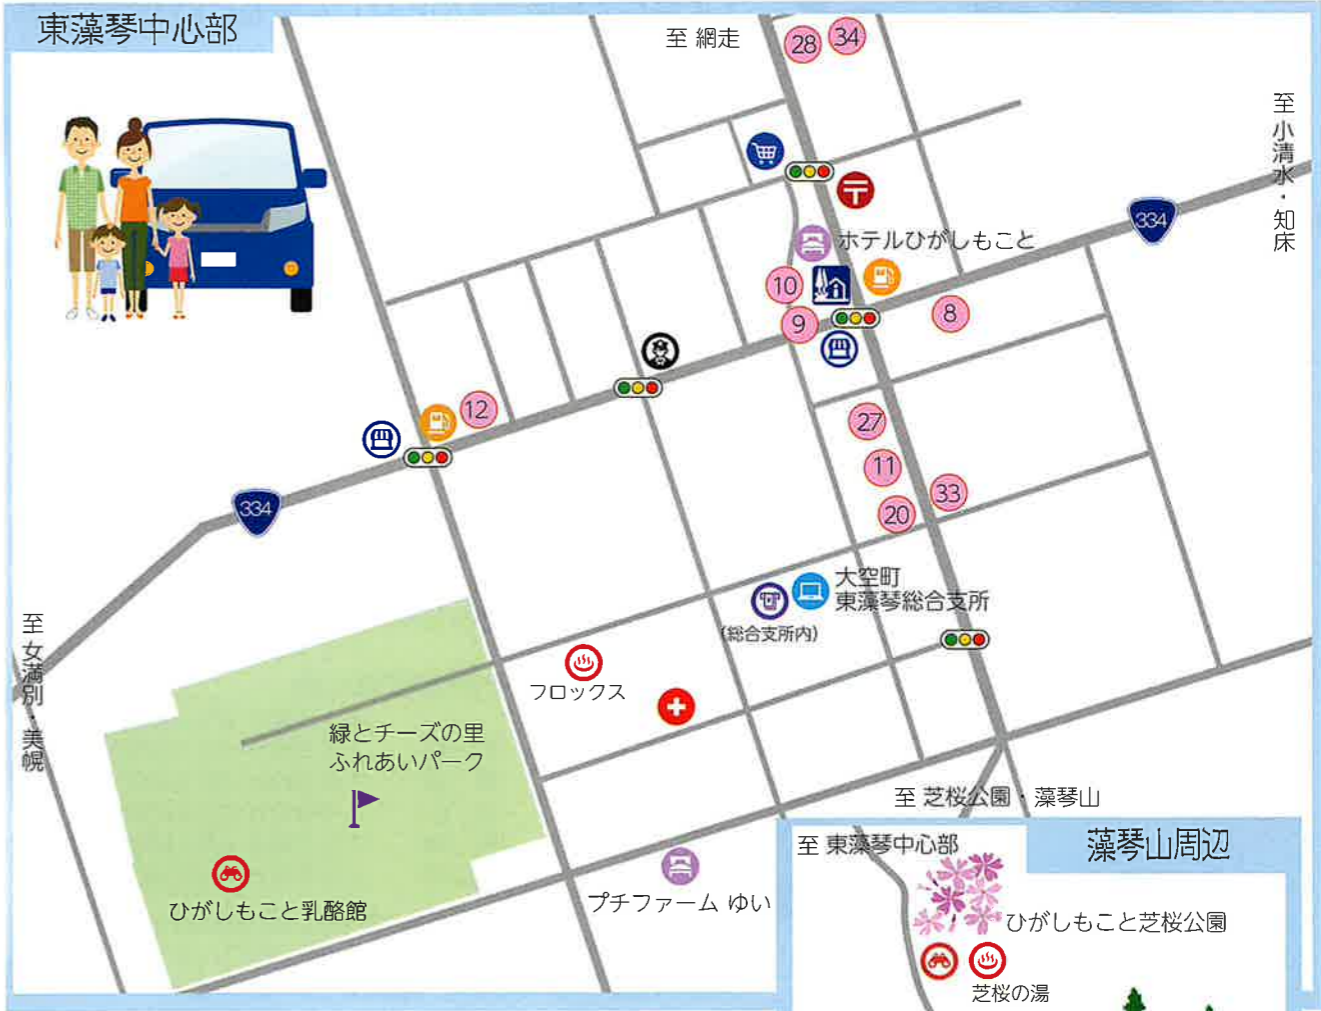 東藻琴中心部
至 網走
28
34
至 小清水・知床
334
ホテルひがしもこと
10
9
8
12
27
11
33
20
334
大空町
東藻琴総合支所
(総合支所内)
至 女満別・美幌
フロックス
緑とチーズの里
ふれあいパーク
ひがしもこと乳酪館
プチファーム ゆい
至 芝桜公園・藻琴山
至 東藻琴中心部
藻琴山周辺
ひがしもこと芝桜公園
芝桜の湯